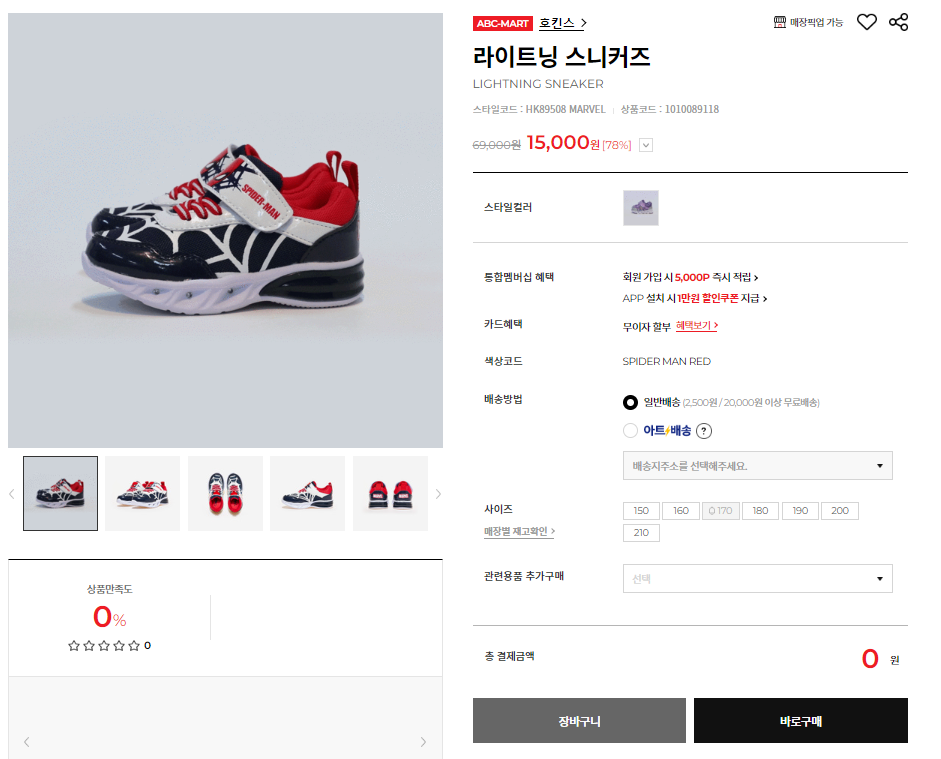 SPIDER-MAN
상품만족도
0%
0
ABC-MART 호킨스 >
매장픽업 가능
라이트닝 스니커즈
LIGHTNING SNEAKER
스타일코드 : HK89508 MARVEL | 상품코드 : 1010089118
69,000원 15,000원 [78%]
스타일컬러
통합멤버십 혜택
회원 가입 시 5,000P 즉시 적립 >
APP 설치 시 1만원 할인쿠폰 지급 >
카드혜택
무이자 할부 혜택보기 >
색상코드
SPIDER MAN RED
배송방법
일반배송 (2,500원 / 20,000원 이상 무료배송)
아트배송 ?
배송지주소를 선택해주세요.
사이즈
매장별 재고확인 >
150 160 170 180 190 200
210
관련용품 추가구매
선택
총 결제금액
0 원
장바구니
바로구매